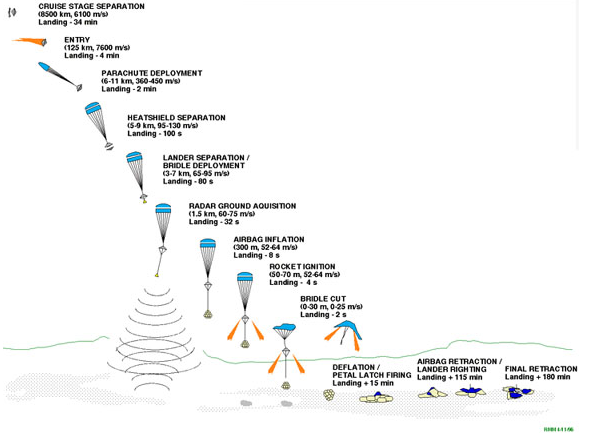 CRUISE STAGE SEPARATION
(8500 km, 6100 m/s)
Landing - 34 min
ENTRY
(125 km, 7600 m/s)
Landing - 4 min
PARACHUTE DEPLOYMENT
(6-11 km, 360-450 m/s)
Landing - 2 min
HEATSHIELD SEPARATION
(5-9 km, 95-130 m/s)
Landing - 100 s
LANDER SEPARATION /
BRIDLE DEPLOYMENT
(3-7 km, 65-95 m/s)
Landing - 80 s
RADAR GROUND AQUISITION
(1.5 km, 60-75 m/s)
Landing - 32 s
AIRBAG INFLATION
(300 m, 52-64 m/s)
Landing - 8 s
ROCKET IGNITION
(50-70 m, 52-64 m/s)
Landing - 4 s
BRIDLE CUT
(0-30 m, 0-25 m/s)
Landing - 2 s
DEFLATION /
PETAL LATCH FIRING
Landing + 15 min
AIRBAG RETRACTION /
LANDER RIGHTING
Landing + 115 min
FINAL RETRACTION
Landing + 180 min